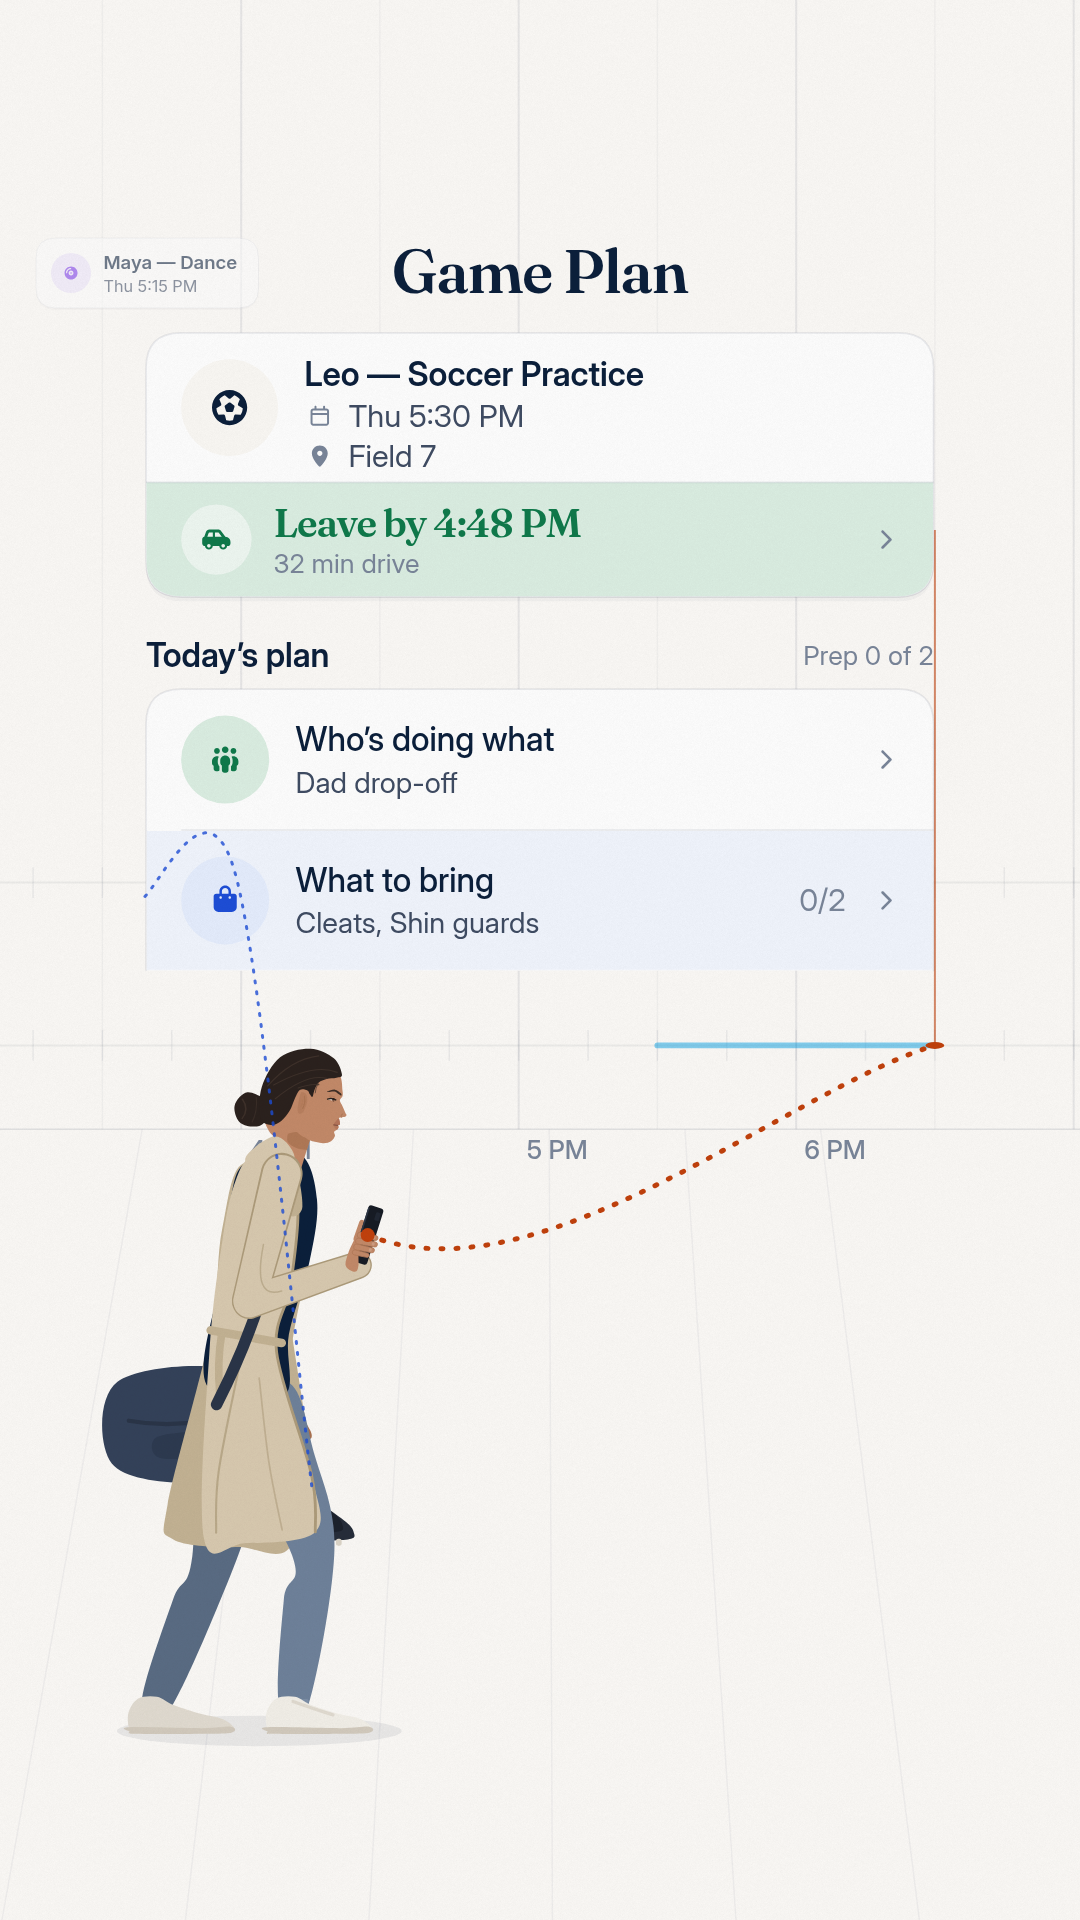 Game Plan
Maya — Dance
Thu 5:15 PM
Leo — Soccer Practice
Thu 5:30 PM
Field 7
Leave by 4:48 PM
32 min drive
Today’s plan
Prep 0 of 2
Who’s doing what
Dad drop-off
What to bring
Cleats, Shin guards
0/2
5 PM
6 PM